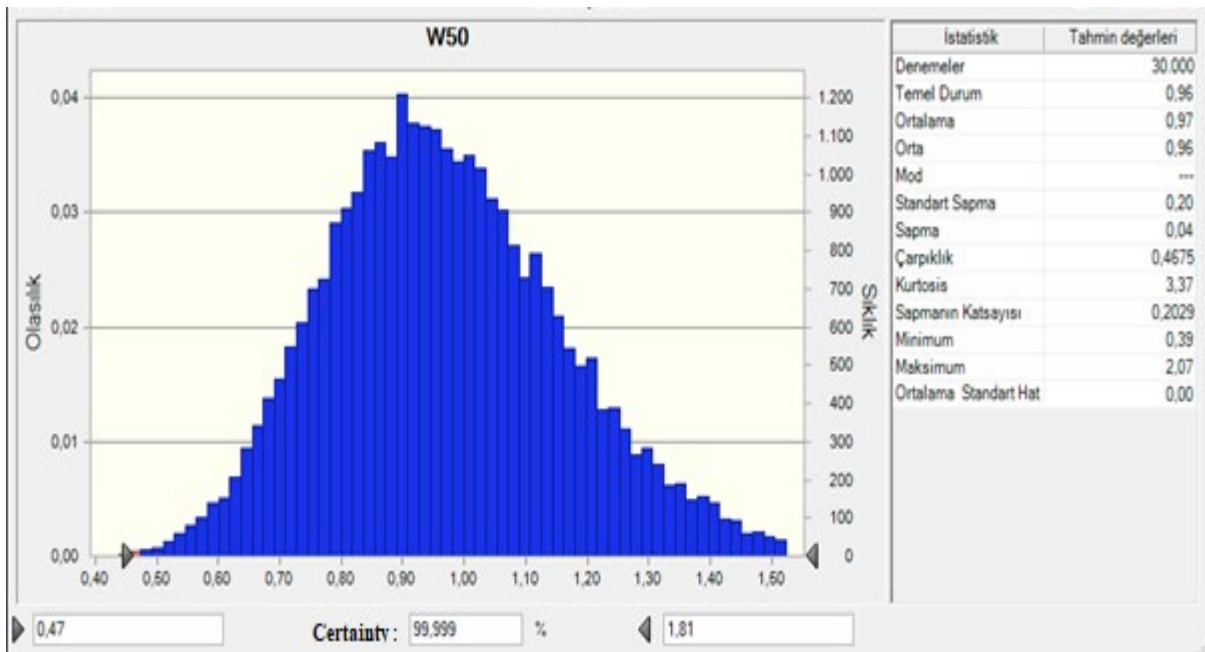 W50
0,04
0,03
0,02
0,01
0,00
Olasılık
1.200
1.100
1.000
900
800
700
600
500
400
300
200
100
0
Sıklık
0,40 0,50 0,60 0,70 0,80 0,90 1,00 1,10 1,20 1,30 1,40 1,50
İstatistik Tahmin değerleri
Denemeler 30.000
Temel Durum 0,96
Ortalama 0,97
Orta 0,96
Mod ---
Standart Sapma 0,20
Sapma 0,04
Çarpıklık 0,4675
Kurtosis 3,37
Sapmanın Katsayısı 0,2029
Minimum 0,39
Maksimum 2,07
Ortalama Standart Hat 0,00
0,47 Certainty: 99,999 % 1,81